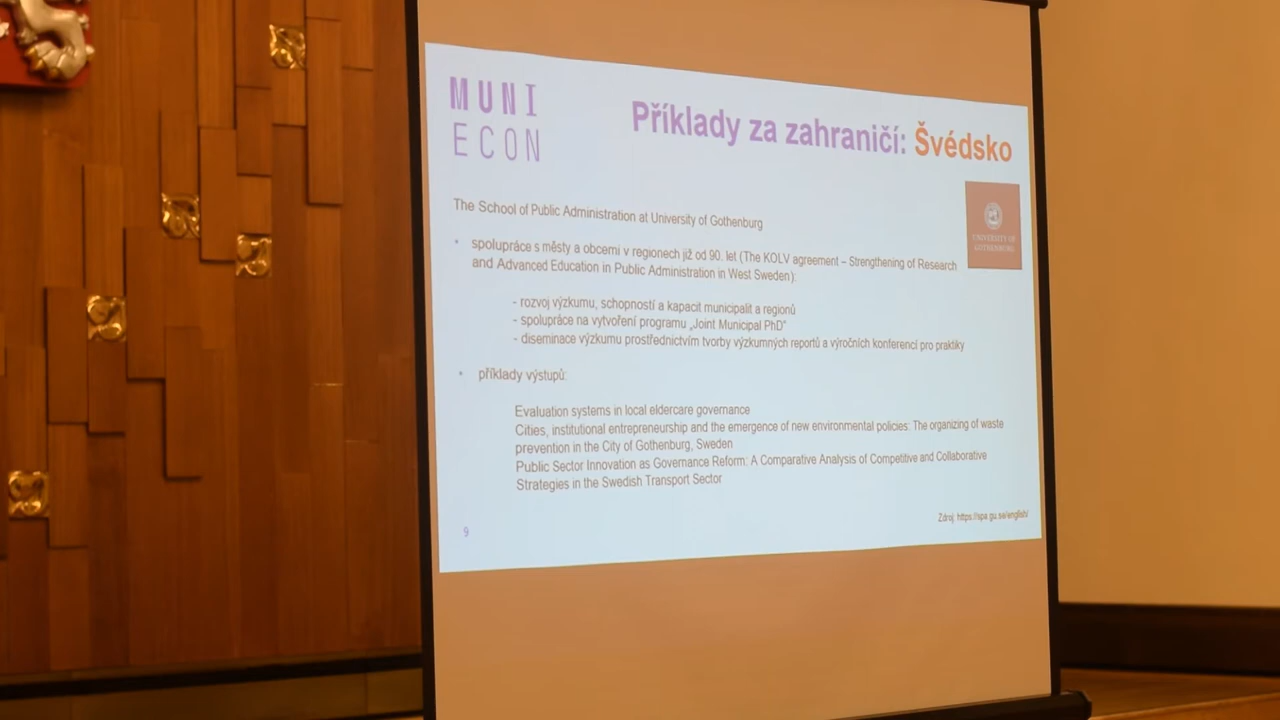 MUNI
ECON
Příklady za zahraničí: Švédsko
UNIVERSITY OF
GOTHENBURG
The School of Public Administration at University of Gothenburg
• spolupráce s městy a obcemi v regionech již od 90. let (The KOLV agreement – Strengthening of Research
and Advanced Education in Public Administration in West Sweden):
- rozvoj výzkumu, schopností a kapacit municipalit a regionů
- spolupráce na vytvoření programu „Joint Municipal PhD“
- diseminace výzkumu prostřednictvím tvorby výzkumných reportů a výročních konferencí pro praktiky
• příklady výstupů:
Evaluation systems in local eldercare governance
Cities, institutional entrepreneurship and the emergence of new environmental policies: The organizing of waste
prevention in the City of Gothenburg, Sweden
Public Sector Innovation as Governance Reform: A Comparative Analysis of Competitive and Collaborative
Strategies in the Swedish Transport Sector
Zdroj: https://spa.gu.se/english/
9